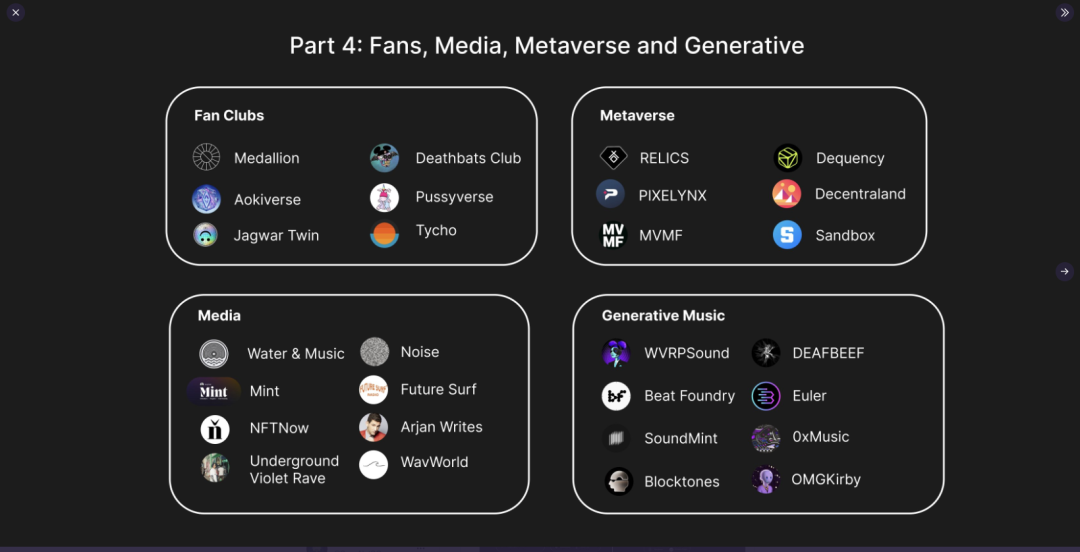 Part 4: Fans, Media, Metaverse and Generative
Fan Clubs
Medallion
Deathbats Club
Aokiverse
Pussyverse
Jagwar Twin
Tycho
Metaverse
RELICS
Dequency
PIXELYNX
Decentraland
MV
MF
MVMF
Sandbox
Media
Water & Music
Noise
Mint
Mint
Future Surf
NFTNow
Arjan Writes
Underground
Violet Rave
WavWorld
Generative Music
WVRPSound
DEAFBEEF
Beat Foundry
Euler
SoundMint
0xMusic
Blocktones
OMGKirby